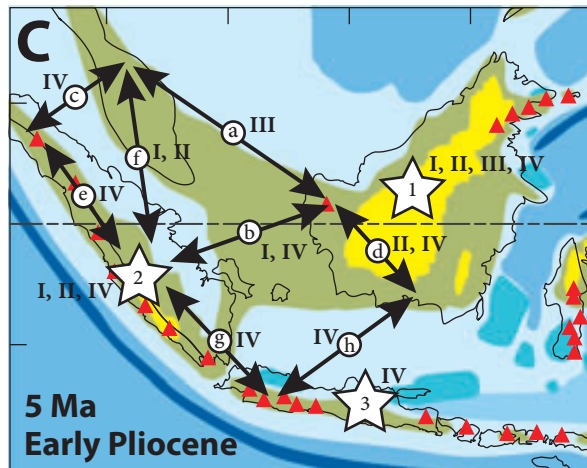 C
IV
c
a
III
f
I, II
I, II, III, IV
1
e
IV
b
I, IV
d
II, IV
2
I, II, IV
g
IV
IV
h
IV
3
5 Ma
Early Pliocene